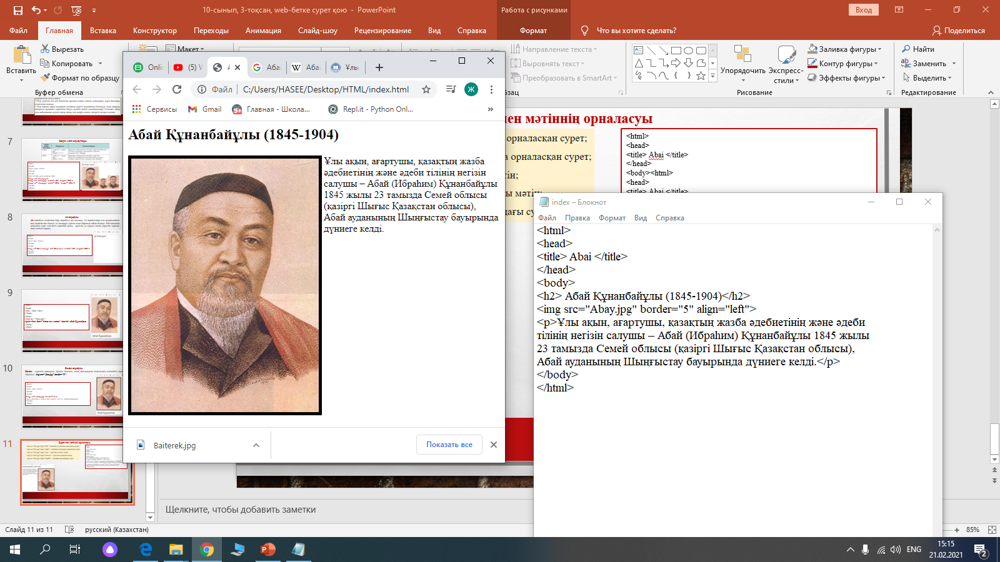 10-сынып, 3-тоқсан, web-бетке сурет қою - PowerPoint
Работа с рисунками
Вход
Файл
Главная
Вставка
Конструктор
Переходы
Анимация
Слайд-шоу
Рецензирование
Вид
Справка
Формат
Что вы хотите сделать?
Поделиться
Вставить
Вырезать
Копировать
Формат по образцу
Буфер обмена
Макет
Направление текста
Выровнять текст
Преобразовать в SmartArt
Упорядочить
Экспресс-
стили
Заливка фигуры
Контур фигуры
Эффекты фигуры
Рисование
Найти
Заменить
Выделить
Редактирование
Onli
(5) V
Аба
Аба
Ұлы
Файл
C:/Users/HASEE/Desktop/HTML/index.html
Ж
Сервисы
Gmail
Главная - Школа...
Repl.it - Python Onl...
Абай Құнанбайұлы (1845-1904)
Ұлы ақын, ағартушы, қазақтың жазба
әдебиетінің және әдеби тілінің негізін
салушы – Абай (Ибраһим) Құнанбайұлы
1845 жылы 23 тамызда Семей облысы
(қазіргі Шығыс Қазақстан облысы),
Абай ауданының Шыңғыстау бауырында
дүниеге келді.
Baiterek.jpg
Показать все
мәтіннің орналасуы
орналасқан сурет;
орналасқан сурет;
<html>
<head>
<title> Abai </title>
</head>
<body><html>
<head>
<title> Abai </title>
index – Блокнот
Файл
Правка
Формат
Вид
Справка
<html>
<head>
<title> Abai </title>
</head>
<body>
<h2> Абай Құнанбайұлы (1845-1904)</h2>
<img src="Abay.jpg" border="5" align="left">
<p>Ұлы ақын, ағартушы, қазақтың жазба әдебиетінің және әдеби
тілінің негізін салушы – Абай (Ибраһим) Құнанбайұлы 1845 жылы
23 тамызда Семей облысы (қазіргі Шығыс Қазақстан облысы),
Абай ауданының Шыңғыстау бауырында дүниеге келді.</p>
</body>
</html>
7
8
9
10
11
Щелкните, чтобы добавить заметки
Слайд 11 из 11
русский (Казахстан)
85%
ENG
15:15
21.02.2021
2